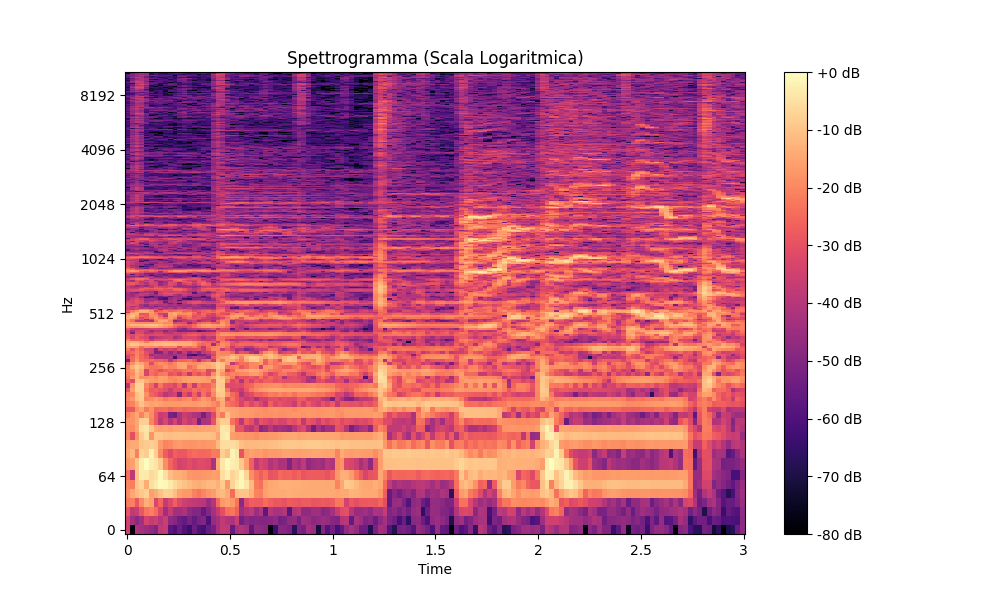 Spettrogramma (Scala Logaritmica)
8192
4096
2048
1024
512
256
128
64
0
Hz
0
0.5
1
1.5
2
2.5
3
Time
+0 dB
-10 dB
-20 dB
-30 dB
-40 dB
-50 dB
-60 dB
-70 dB
-80 dB